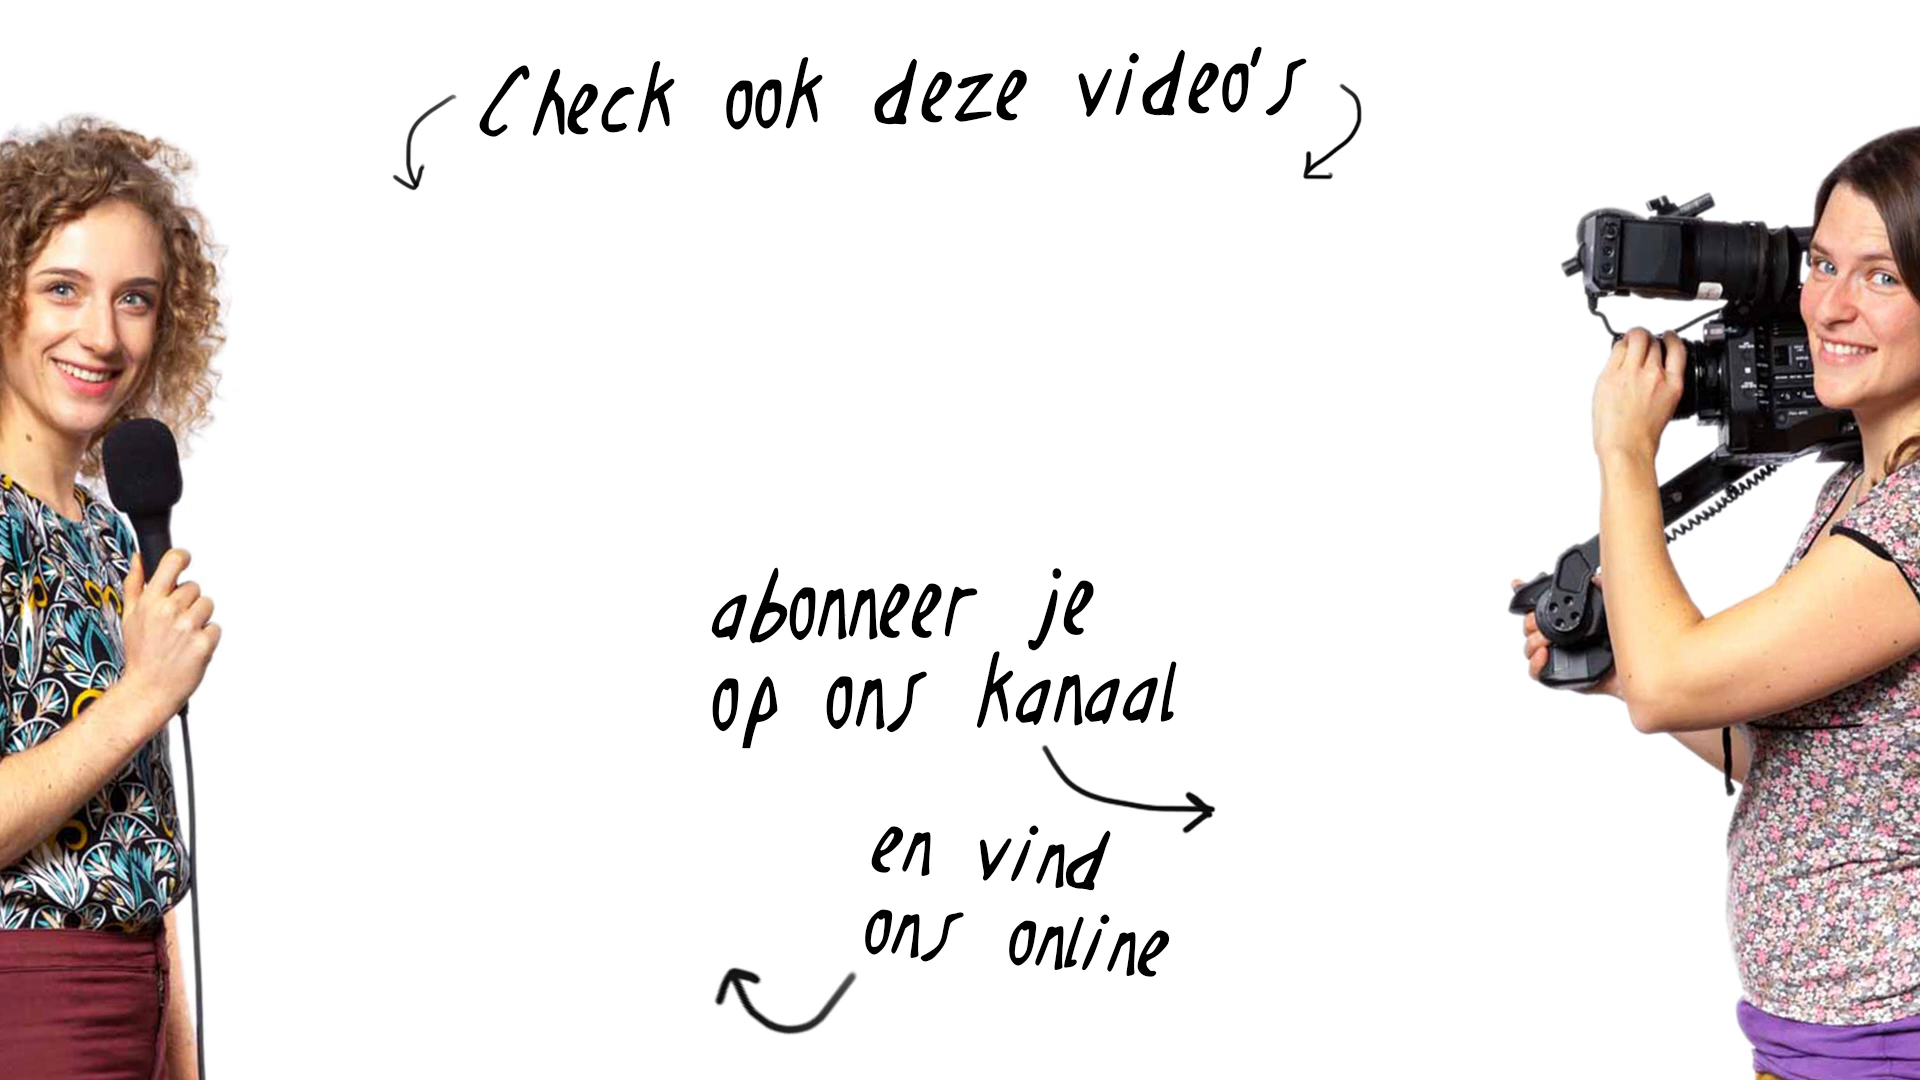 Check ook deze video's
abonneer je
op ons kanaal
en vind
ons online